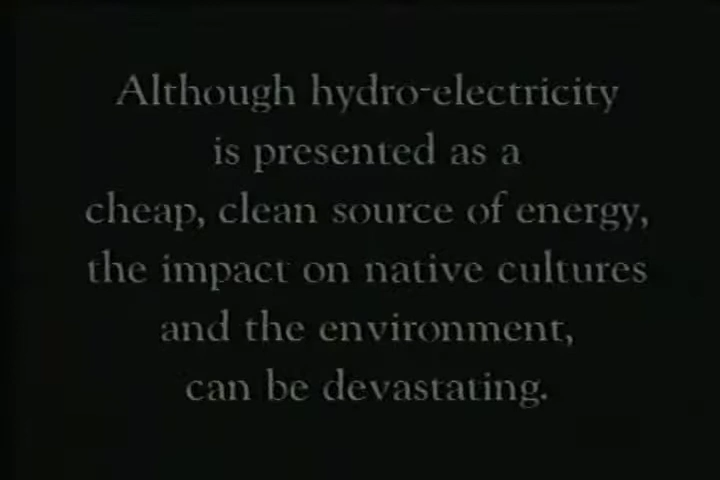 Although hydro-electricity
is presented as a
cheap, clean source of energy,
the impact on native cultures
and the environment,
can be devastating.